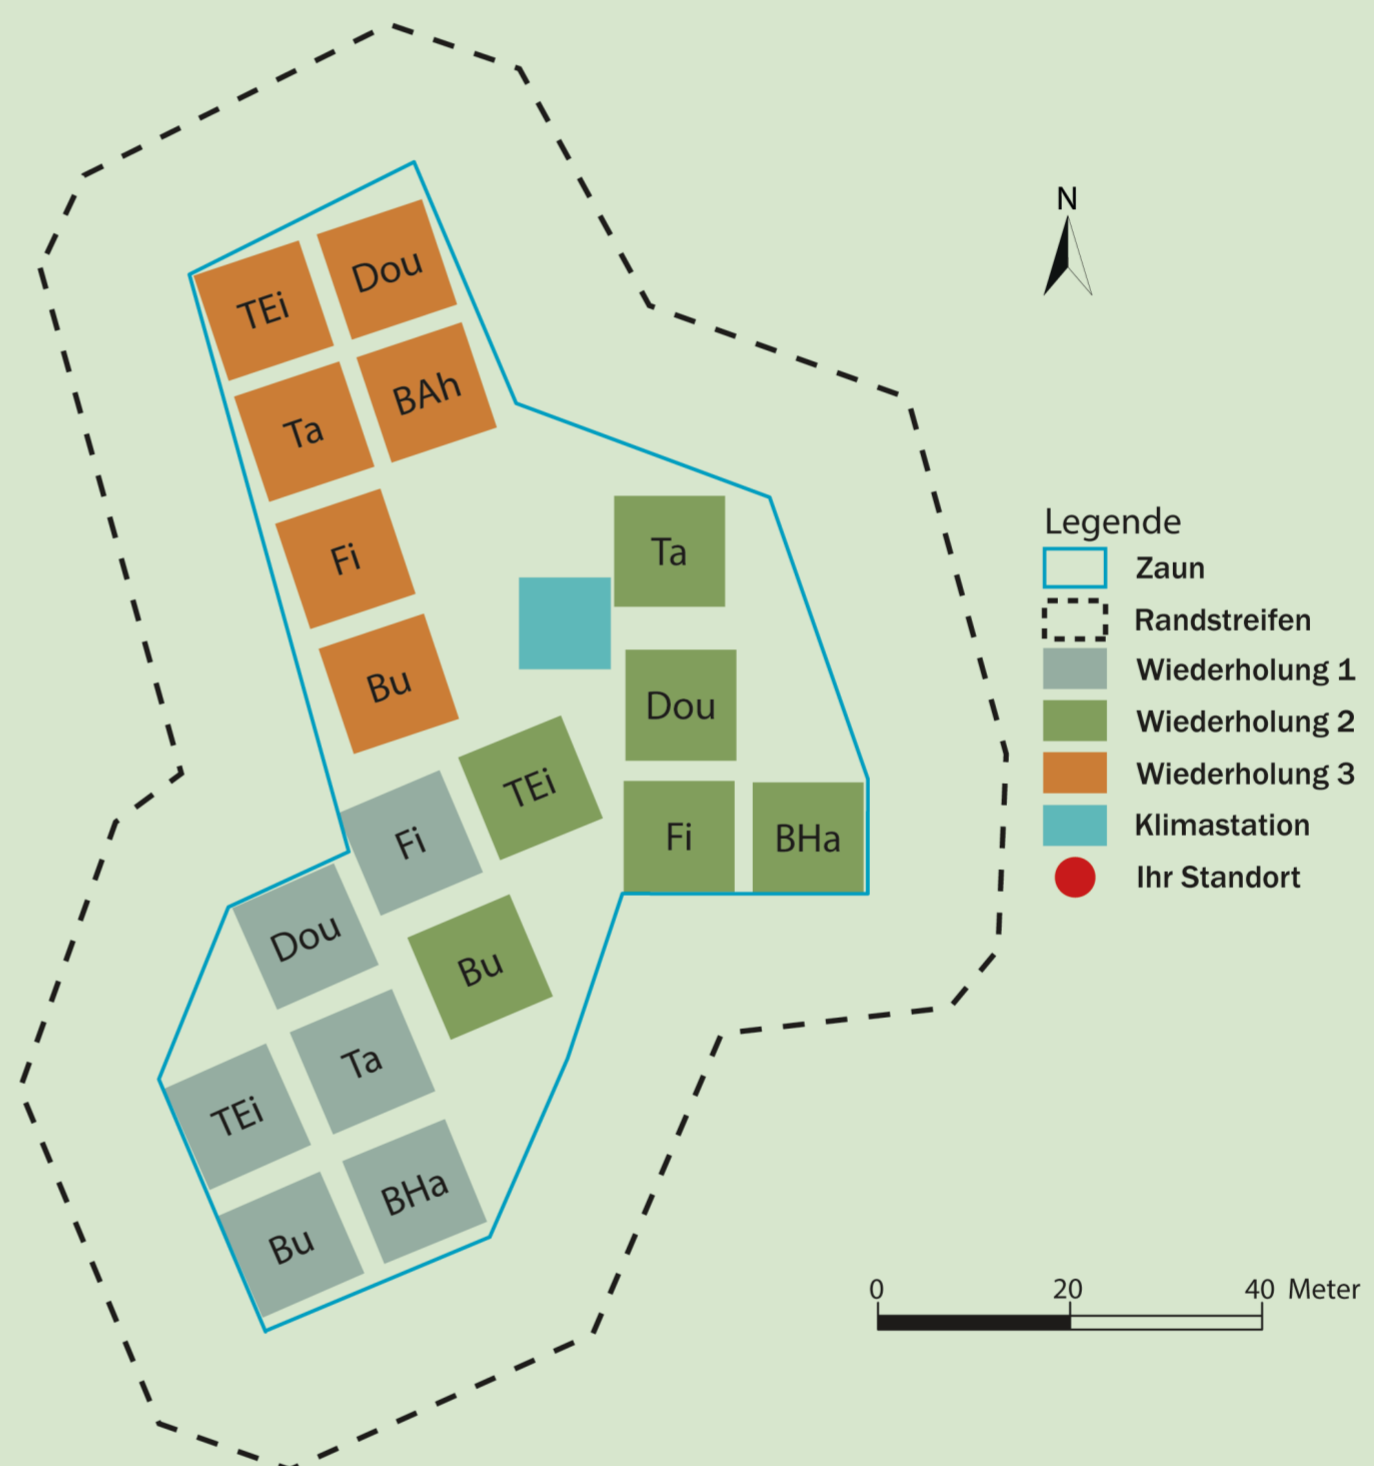 N
Dou
TEi
BAh
Ta
Fi
Ta
Bu
Dou
TEi
Fi
Fi
BHa
Dou
Bu
Ta
TEi
BHa
Bu
Legende
Zaun
Randstreifen
Wiederholung 1
Wiederholung 2
Wiederholung 3
Klimastation
Ihr Standort
0 20 40 Meter